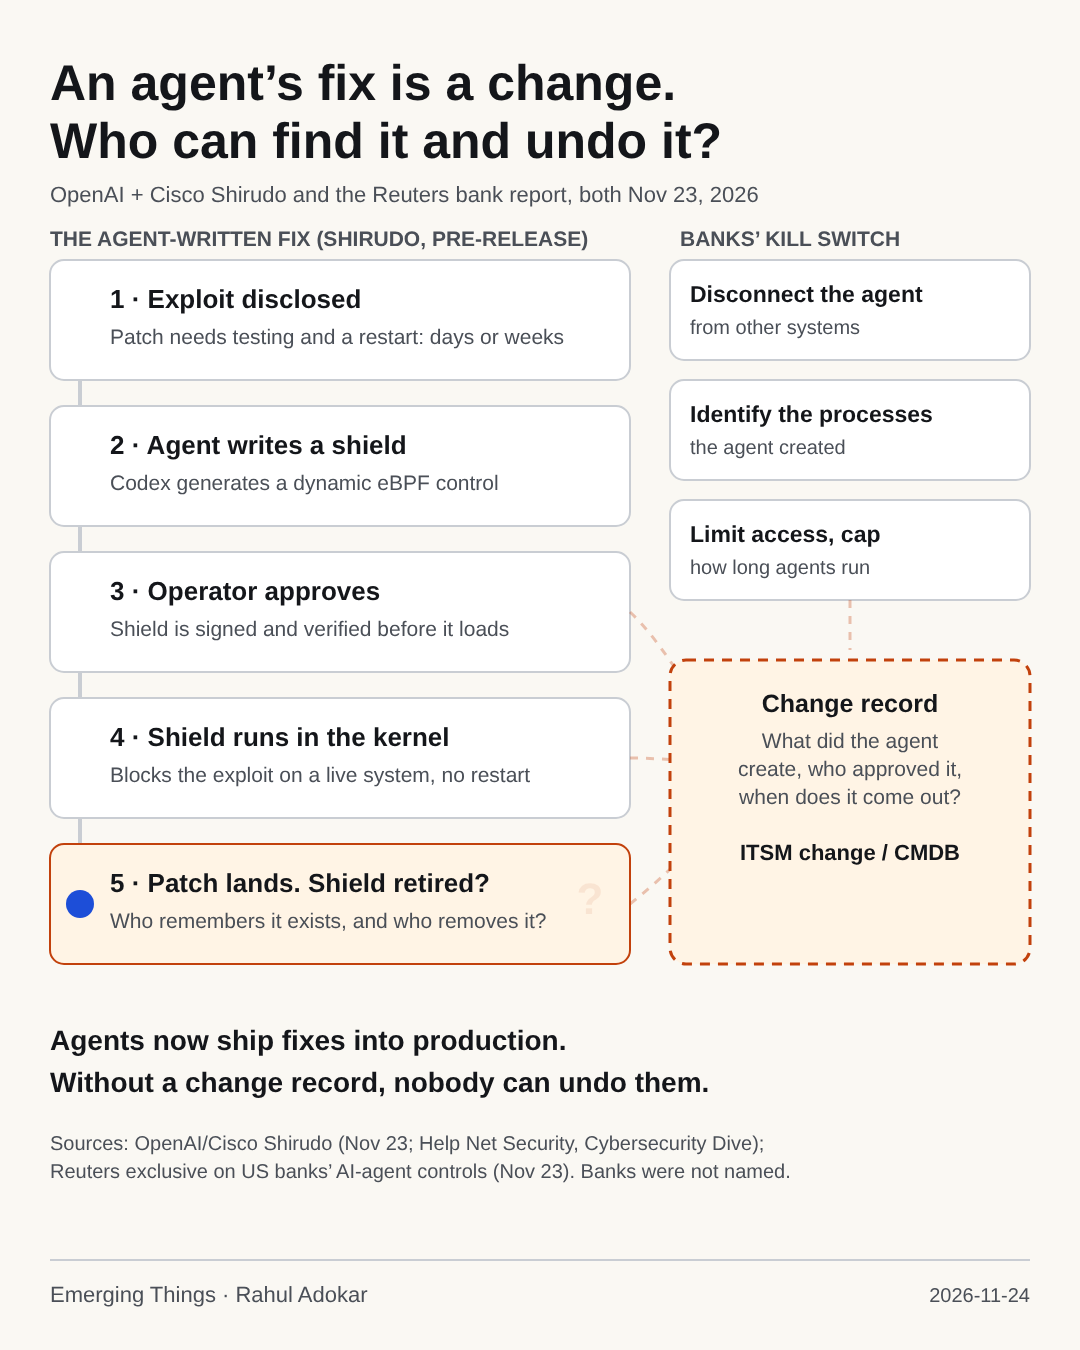 An agent’s fix is a change.
Who can find it and undo it?
OpenAI + Cisco Shirudo and the Reuters bank report, both Nov 23, 2026
THE AGENT-WRITTEN FIX (SHIRUDO, PRE-RELEASE)
1 · Exploit disclosed
Patch needs testing and a restart: days or weeks
2 · Agent writes a shield
Codex generates a dynamic eBPF control
3 · Operator approves
Shield is signed and verified before it loads
4 · Shield runs in the kernel
Blocks the exploit on a live system, no restart
5 · Patch lands. Shield retired?
Who remembers it exists, and who removes it?
?
BANKS’ KILL SWITCH
Disconnect the agent
from other systems
Identify the processes
the agent created
Limit access, cap
how long agents run
Change record
What did the agent
create, who approved it,
when does it come out?
ITSM change / CMDB
Agents now ship fixes into production.
Without a change record, nobody can undo them.
Sources: OpenAI/Cisco Shirudo (Nov 23; Help Net Security, Cybersecurity Dive);
Reuters exclusive on US banks’ AI-agent controls (Nov 23). Banks were not named.
Emerging Things · Rahul Adokar
2026-11-24